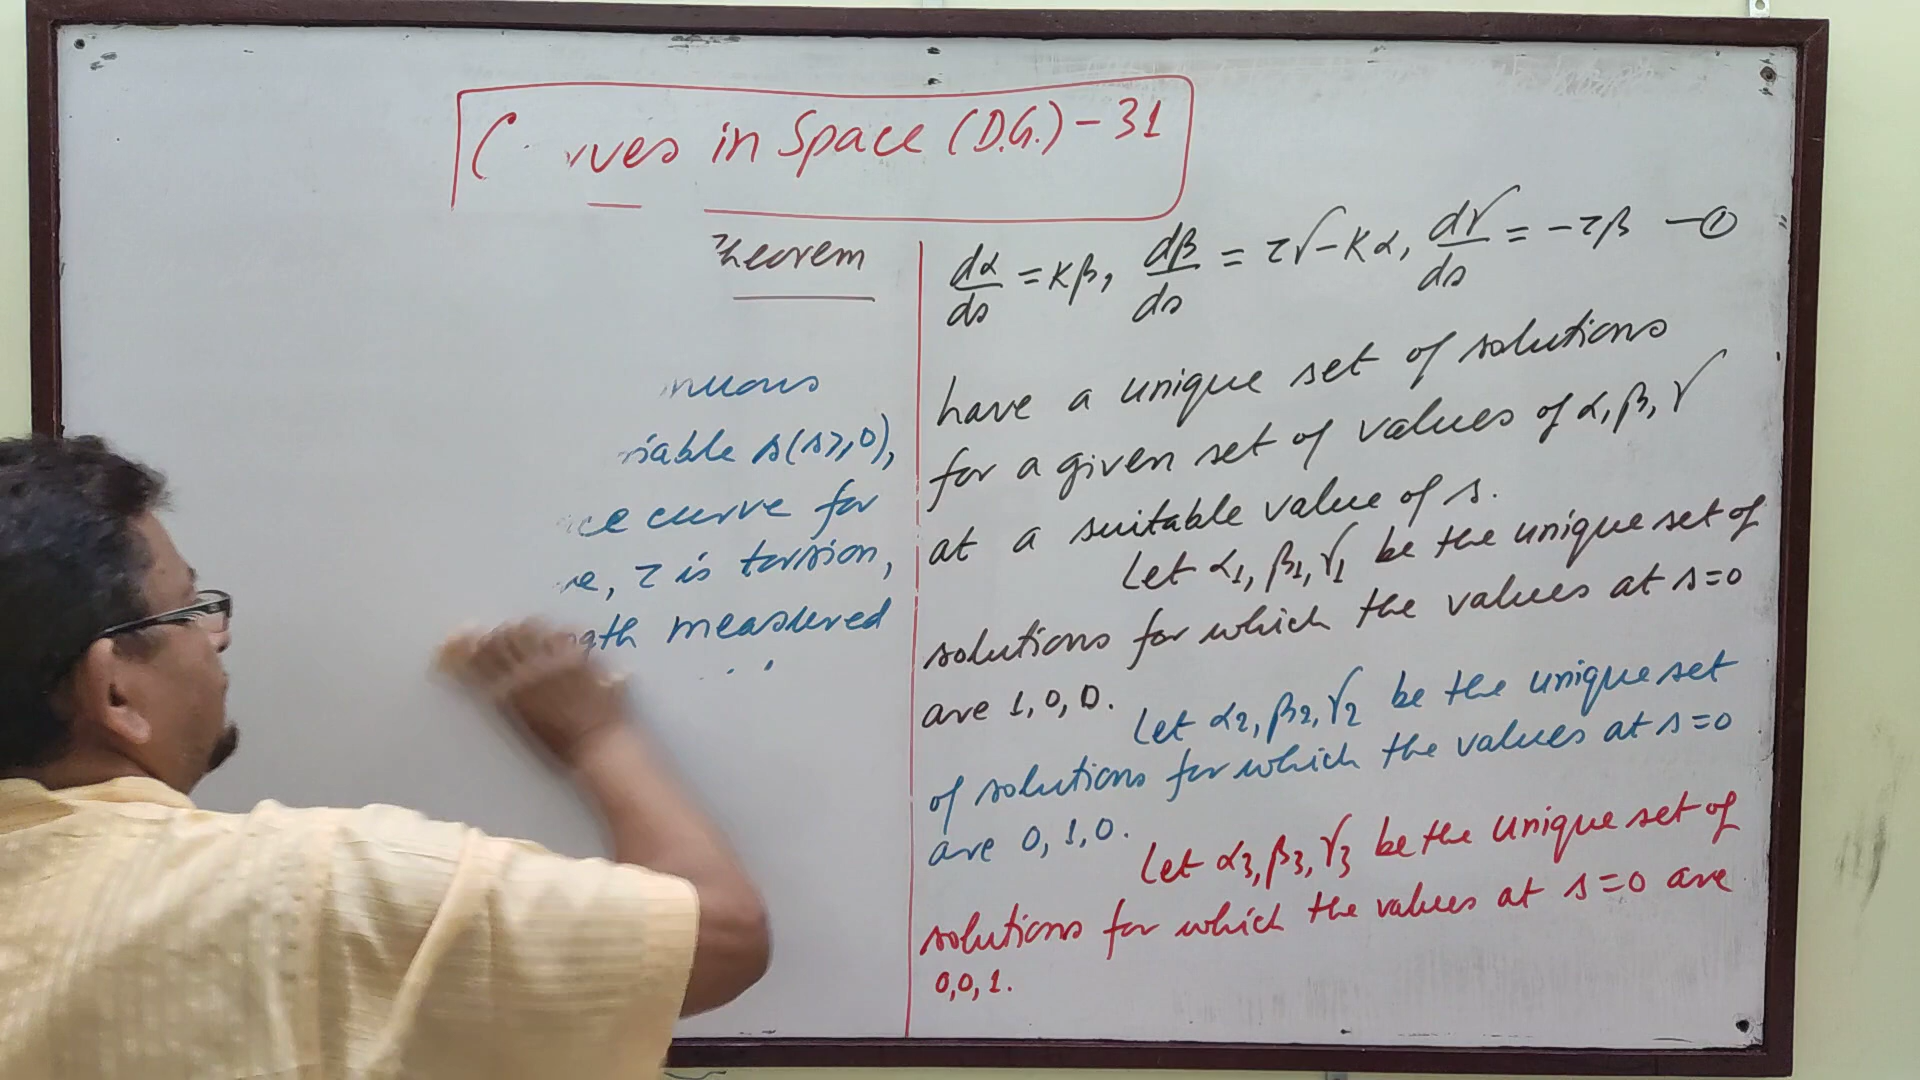 in Space (D.G.) - 31
dα/ds = κβ, dβ/ds = τγ - κα, dγ/ds = -τβ —①
have a unique set of solutions
for a given set of values of α, β, γ
at a suitable value of s.
Let α₁, β₁, γ₁ be the unique set of
solutions for which the values at s=0
are 1, 0, 0.
Let α₂, β₂, γ₂ be the unique set
of solutions for which the values at s=0
are 0, 1, 0.
Let α₃, β₃, γ₃ be the unique set of
solutions for which the values at s=0 are
0, 0, 1.
s (s≥0),
curve for
τ is torsion,
measured